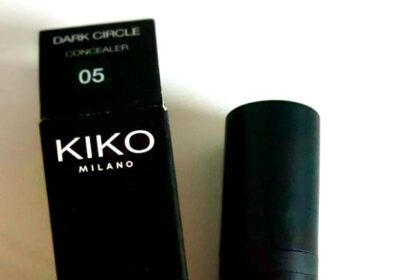 DARK CIRCLE
CONCEALER
05
KIKO
MILANO